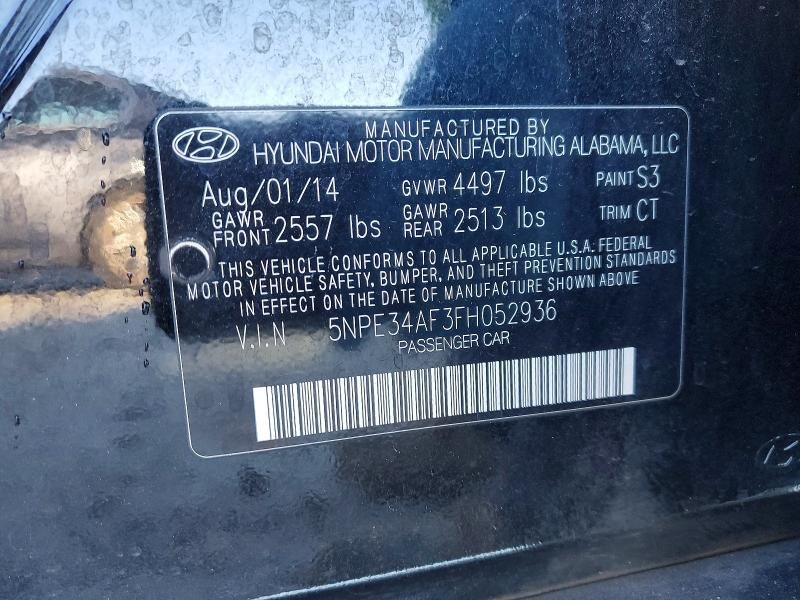 MANUFACTURED BY
HYUNDAI MOTOR MANUFACTURING ALABAMA, LLC
Aug/01/14 GVWR 4497 lbs PAINT S3
GAWR FRONT 2557 lbs GAWR REAR 2513 lbs TRIM CT
THIS VEHICLE CONFORMS TO ALL APPLICABLE U.S.A. FEDERAL
MOTOR VEHICLE SAFETY, BUMPER, AND THEFT PREVENTION STANDARDS
IN EFFECT ON THE DATE OF MANUFACTURE SHOWN ABOVE
V.I.N 5NPE34AF3FH052936
PASSENGER CAR